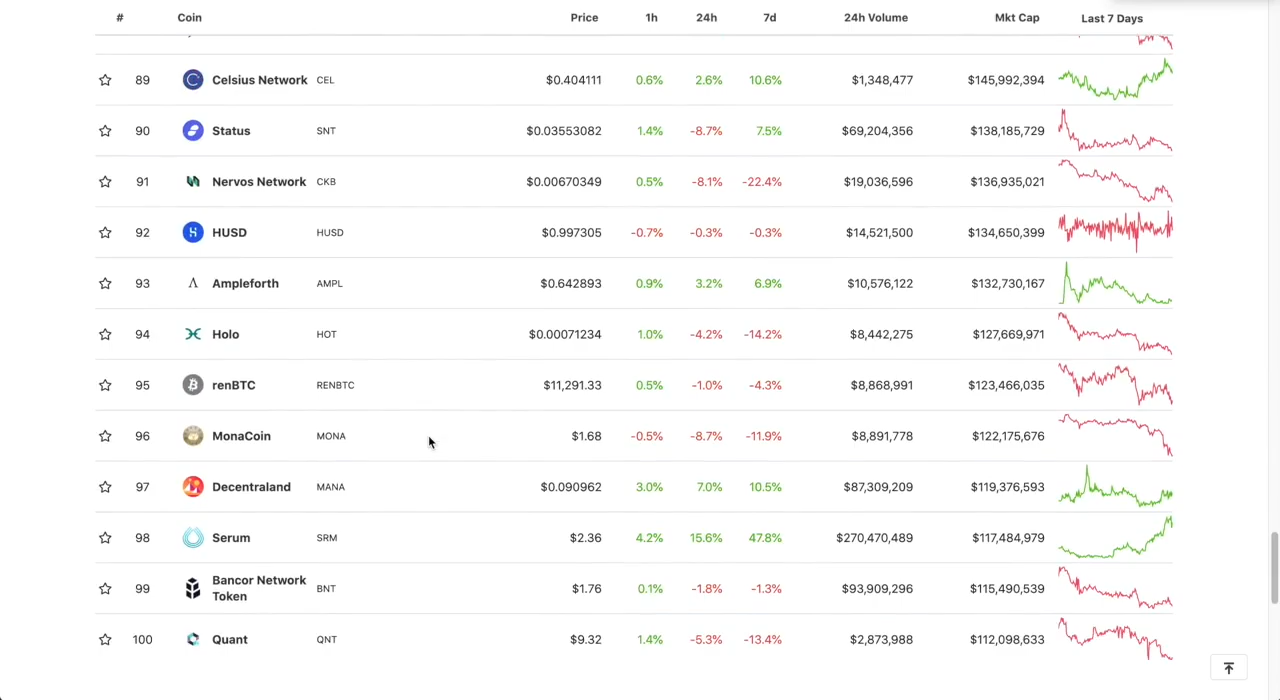 # Coin Price 1h 24h 7d 24h Volume Mkt Cap Last 7 Days
89 Celsius Network CEL $0.404111 0.6% 2.6% 10.6% $1,348,477 $145,992,394
90 Status SNT $0.03553082 1.4% -8.7% 7.5% $69,204,356 $138,185,729
91 Nervos Network CKB $0.00670349 0.5% -8.1% -22.4% $19,036,596 $136,935,021
92 HUSD HUSD $0.997305 -0.7% -0.3% -0.3% $14,521,500 $134,650,399
93 Ampleforth AMPL $0.642893 0.9% 3.2% 6.9% $10,576,122 $132,730,167
94 Holo HOT $0.00071234 1.0% -4.2% -14.2% $8,442,275 $127,669,971
95 renBTC RENBTC $11,291.33 0.5% -1.0% -4.3% $8,868,991 $123,466,035
96 MonaCoin MONA $1.68 -0.5% -8.7% -11.9% $8,891,778 $122,175,676
97 Decentraland MANA $0.090962 3.0% 7.0% 10.5% $87,309,209 $119,376,593
98 Serum SRM $2.36 4.2% 15.6% 47.8% $270,470,489 $117,484,979
99 Bancor Network
Token BNT $1.76 0.1% -1.8% -1.3% $93,909,296 $115,490,539
100 Quant QNT $9.32 1.4% -5.3% -13.4% $2,873,988 $112,098,633